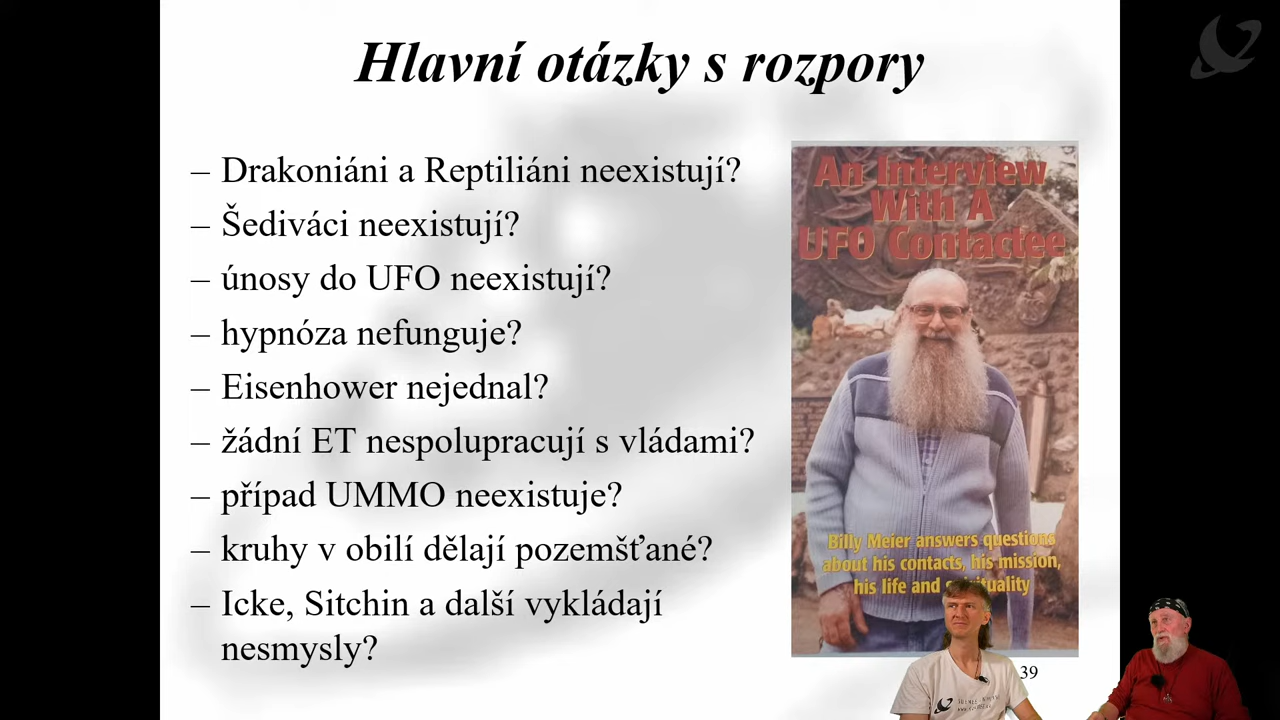 Hlavní otázky s rozpory
– Drakoniáni a Reptiliáni neexistují?
– Šediváci neexistují?
– únosy do UFO neexistují?
– hypnóza nefunguje?
– Eisenhower nejednal?
– žádní ET nespolupracují s vládami?
– případ UMMO neexistuje?
– kruhy v obilí dělají pozemšťané?
– Icke, Sitchin a další vykládají
nesmysly?
An Interview
With A
UFO Contactee
Billy Meier answers questions
about his contacts, his mission,
his life and spirituality
39